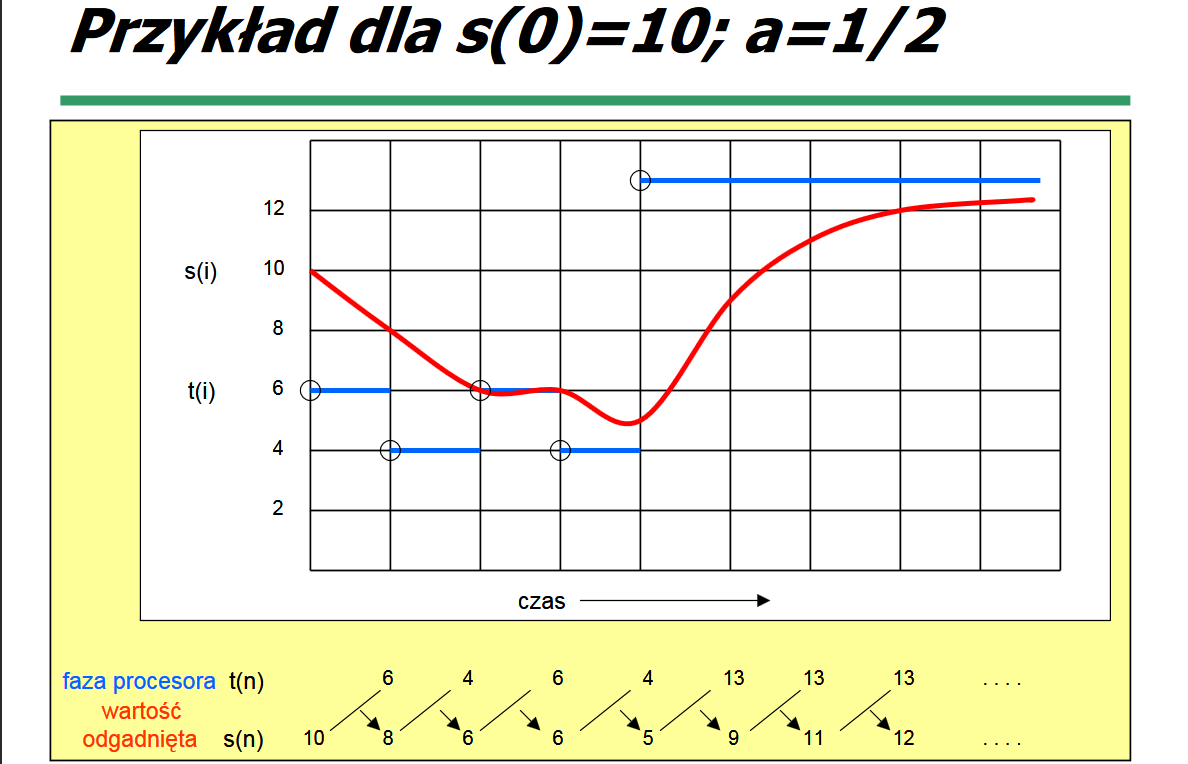 Przykład dla s(0)=10; a=1/2
12
s(i) 10
8
t(i) 6
4
2
czas
faza procesora t(n) 6 4 6 4 13 13 13 . . . .
wartość
odgadnięta s(n) 10 8 6 6 5 9 11 12 . . . .